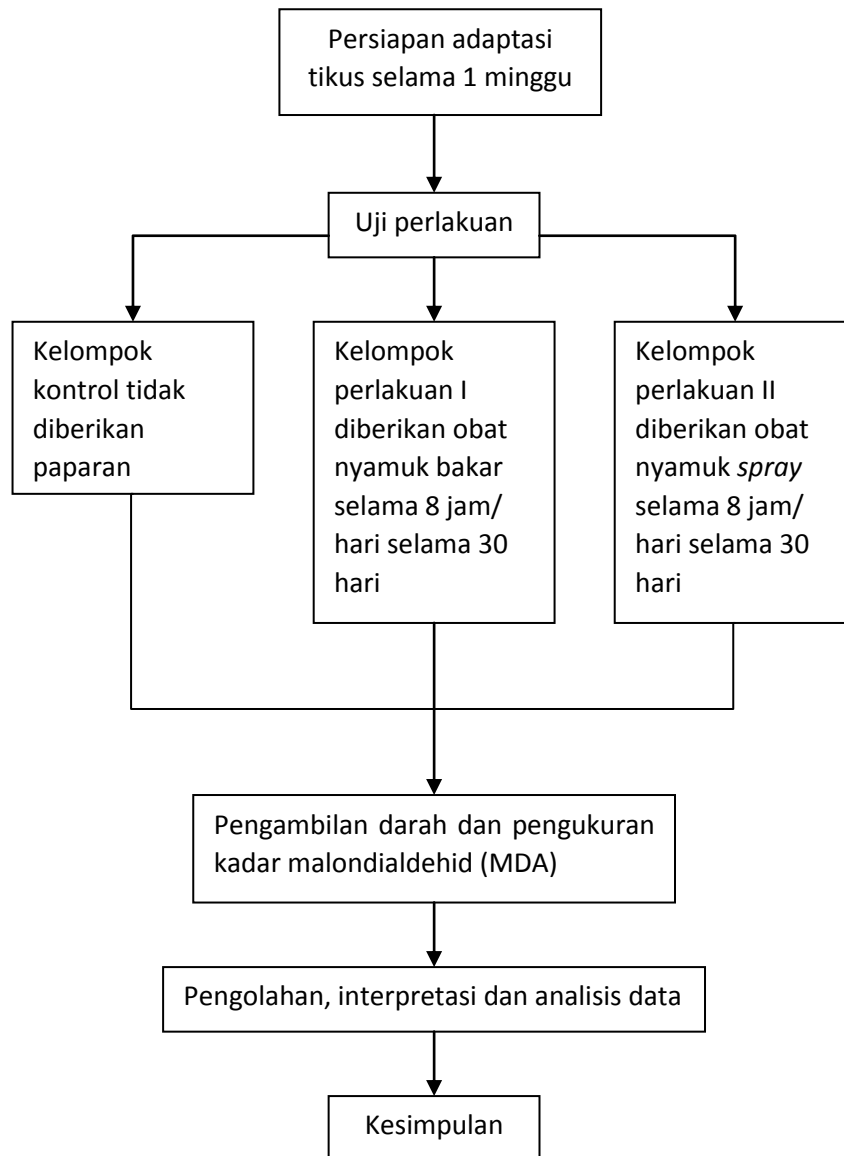 Persiapan adaptasi
tikus selama 1 minggu
Uji perlakuan
Kelompok
kontrol tidak
diberikan
paparan
Kelompok
perlakuan I
diberikan obat
nyamuk bakar
selama 8 jam/
hari selama 30
hari
Kelompok
perlakuan II
diberikan obat
nyamuk spray
selama 8 jam/
hari selama 30
hari
Pengambilan darah dan pengukuran
kadar malondialdehid (MDA)
Pengolahan, interpretasi dan analisis data
Kesimpulan